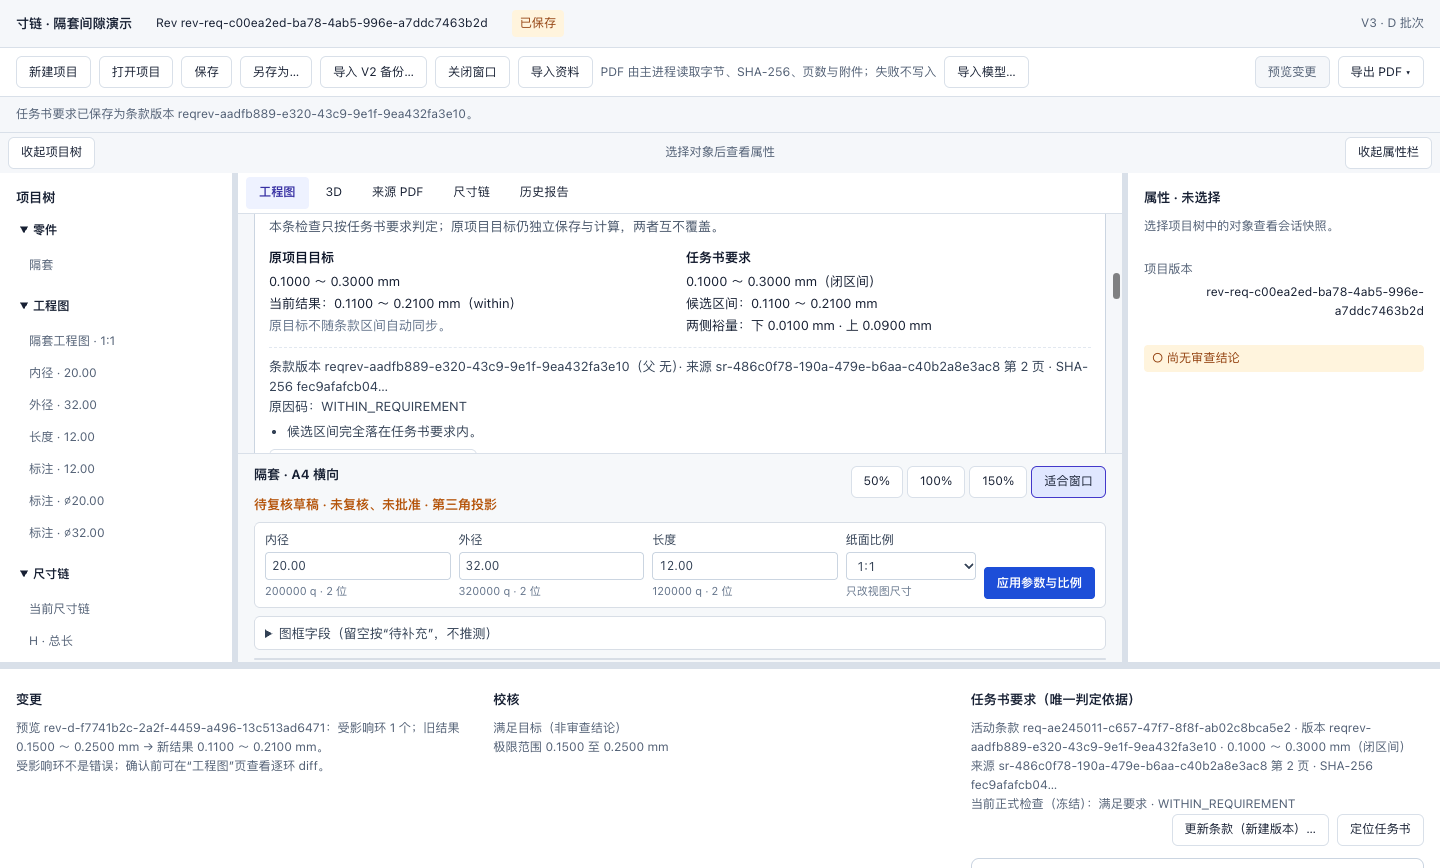 寸链 · 隔套间隙演示
Rev rev-req-c00ea2ed-ba78-4ab5-996e-a7ddc7463b2d
已保存
V3 · D 批次
新建项目
打开项目
保存
另存为...
导入 V2 备份...
关闭窗口
导入资料
PDF 由主进程读取字节、SHA-256、页数与附件；失败不写入
导入模型...
预览变更
导出 PDF ▾
任务书要求已保存为条款版本 reqrev-aadfb889-e320-43c9-9e1f-9ea432fa3e10。
收起项目树
选择对象后查看属性
收起属性栏
项目树
▼ 零件
隔套
▼ 工程图
隔套工程图 · 1:1
内径 · 20.00
外径 · 32.00
长度 · 12.00
标注 · 12.00
标注 · ⌀20.00
标注 · ⌀32.00
▼ 尺寸链
当前尺寸链
H · 总长
工程图
3D
来源 PDF
尺寸链
历史报告
本条检查只按任务书要求判定；原项目目标仍独立保存与计算，两者互不覆盖。
原项目目标
0.1000 ～ 0.3000 mm
当前结果：0.1100 ～ 0.2100 mm（within）
原目标不随条款区间自动同步。
任务书要求
0.1000 ～ 0.3000 mm（闭区间）
候选区间：0.1100 ～ 0.2100 mm
两侧裕量：下 0.0100 mm · 上 0.0900 mm
条款版本 reqrev-aadfb889-e320-43c9-9e1f-9ea432fa3e10（父 无）· 来源 sr-486c0f78-190a-479e-b6aa-c40b2a8e3ac8 第 2 页 · SHA-
256 fec9afafcb04...
原因码：WITHIN_REQUIREMENT
• 候选区间完全落在任务书要求内。
隔套 · A4 横向
50%
100%
150%
适合窗口
待复核草稿 · 未复核、未批准 · 第三角投影
内径
外径
长度
纸面比例
20.00
32.00
12.00
1:1
应用参数与比例
200000 q · 2 位
320000 q · 2 位
120000 q · 2 位
只改视图尺寸
▶ 图框字段（留空按“待补充”，不推测）
属性 · 未选择
选择项目树中的对象查看会话快照。
项目版本
rev-req-c00ea2ed-ba78-4ab5-996e-
a7ddc7463b2d
○ 尚无审查结论
变更
预览 rev-d-f7741b2c-2a2f-4459-a496-13c513ad6471：受影响环 1 个；旧结果
0.1500 ～ 0.2500 mm → 新结果 0.1100 ～ 0.2100 mm。
受影响环不是错误；确认前可在“工程图”页查看逐环 diff。
校核
满足目标（非审查结论）
极限范围 0.1500 至 0.2500 mm
任务书要求（唯一判定依据）
活动条款 req-ae245011-c657-47f7-8f8f-ab02c8bca5e2 · 版本 reqrev-
aadfb889-e320-43c9-9e1f-9ea432fa3e10 · 0.1000 ～ 0.3000 mm（闭区间）
来源 sr-486c0f78-190a-479e-b6aa-c40b2a8e3ac8 第 2 页 · SHA-256
fec9afafcb04...
当前正式检查（冻结）：满足要求 · WITHIN_REQUIREMENT
更新条款（新建版本）...
定位任务书